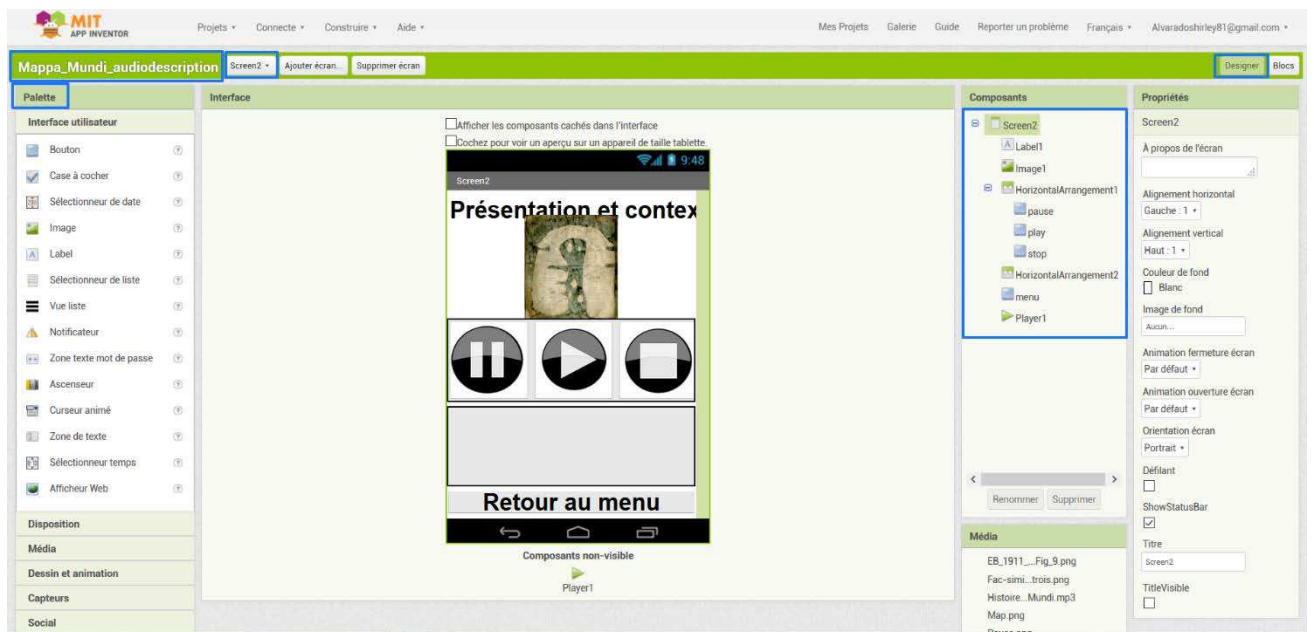 MIT
APP INVENTOR
Projets
Connecte
Construire
Aide
Mes Projets
Galerie
Guide
Reporter un problème
Français
Alvaradoshirley81@gmail.com
Mappa_Mundi_audiodescription
Screen2
Ajouter écran...
Supprimer écran
Designer
Blocs
Palette
Interface utilisateur
Bouton
Case à cocher
Sélectionneur de date
Image
Label
Sélectionneur de liste
Vue liste
Notificateur
Zone texte mot de passe
Ascenseur
Curseur animé
Zone de texte
Sélectionneur temps
Afficheur Web
Disposition
Média
Dessin et animation
Capteurs
Social
Interface
Afficher les composants cachés dans l'interface
Cochez pour voir un aperçu sur un appareil de taille tablette.
9:48
Screen2
Présentation et contex
Retour au menu
Composants non-visible
Player1
Composants
Screen2
Label1
Image1
HorizontalArrangement1
pause
play
stop
HorizontalArrangement2
menu
Player1
Renommer
Supprimer
Média
EB_1911_..._Fig_9.png
Fac-simi...trois.png
Histoire...Mundi.mp3
Map.png
Propriétés
Screen2
À propos de l'écran
Alignement horizontal
Gauche : 1
Alignement vertical
Haut : 1
Couleur de fond
Blanc
Image de fond
Aucun...
Animation fermeture écran
Par défaut
Animation ouverture écran
Par défaut
Orientation écran
Portrait
Défilant
ShowStatusBar
Titre
Screen2
TitleVisible